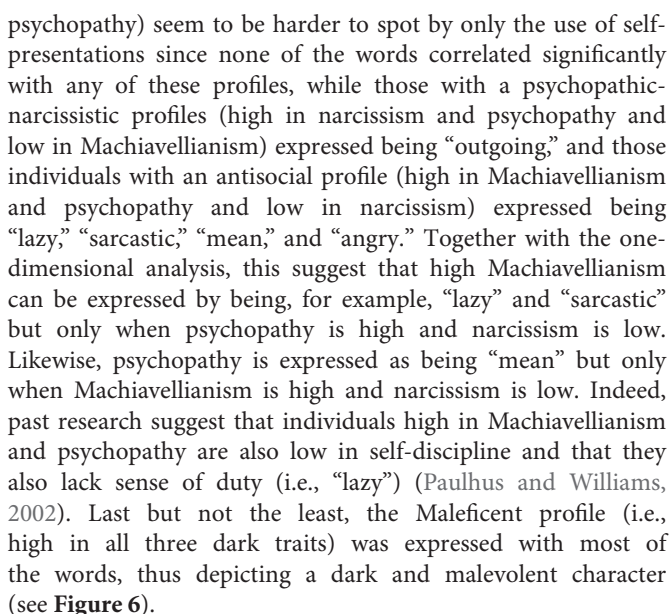 psychopathy) seem to be harder to spot by only the use of self-
presentations since none of the words correlated significantly
with any of these profiles, while those with a psychopathic-
narcissistic profiles (high in narcissism and psychopathy and
low in Machiavellianism) expressed being “outgoing,” and those
individuals with an antisocial profile (high in Machiavellianism
and psychopathy and low in narcissism) expressed being
“lazy,” “sarcastic,” “mean,” and “angry.” Together with the one-
dimensional analysis, this suggest that high Machiavellianism
can be expressed by being, for example, “lazy” and “sarcastic”
but only when psychopathy is high and narcissism is low.
Likewise, psychopathy is expressed as being “mean” but only
when Machiavellianism is high and narcissism is low. Indeed,
past research suggest that individuals high in Machiavellianism
and psychopathy are also low in self-discipline and that they
also lack sense of duty (i.e., “lazy”) (Paulhus and Williams,
2002). Last but not the least, the Maleficent profile (i.e.,
high in all three dark traits) was expressed with most of
the words, thus depicting a dark and malevolent character
(see Figure 6).